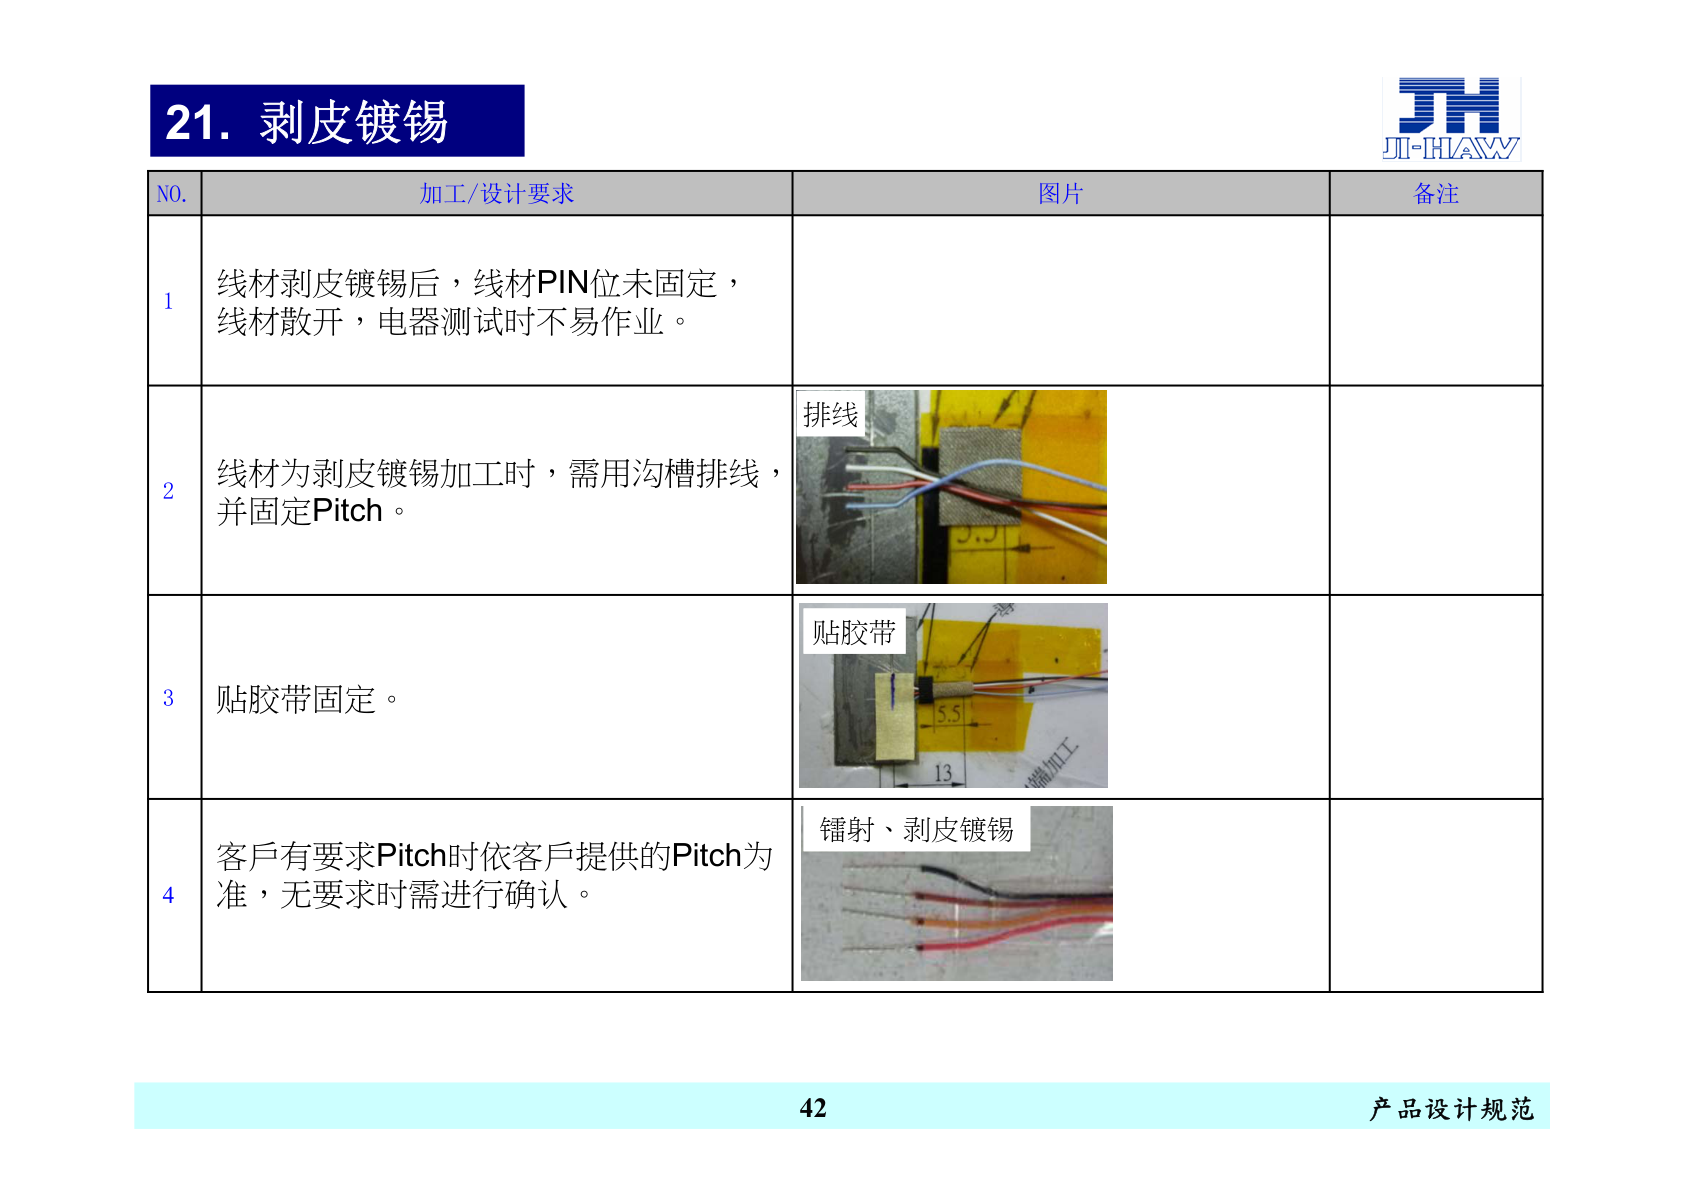 21. 剥皮镀锡
JH
JI-HAW
NO.
加工/设计要求
图片
备注
1
线材剥皮镀锡后，线材PIN位未固定，
线材散开，电器测试时不易作业。
2
线材为剥皮镀锡加工时，需用沟槽排线，
并固定Pitch。
排线
5.5
3
贴胶带固定。
贴胶带
5.5
13
端加工
4
客戶有要求Pitch时依客戶提供的Pitch为
准，无要求时需进行确认。
镭射、剥皮镀锡
42
产品设计规范